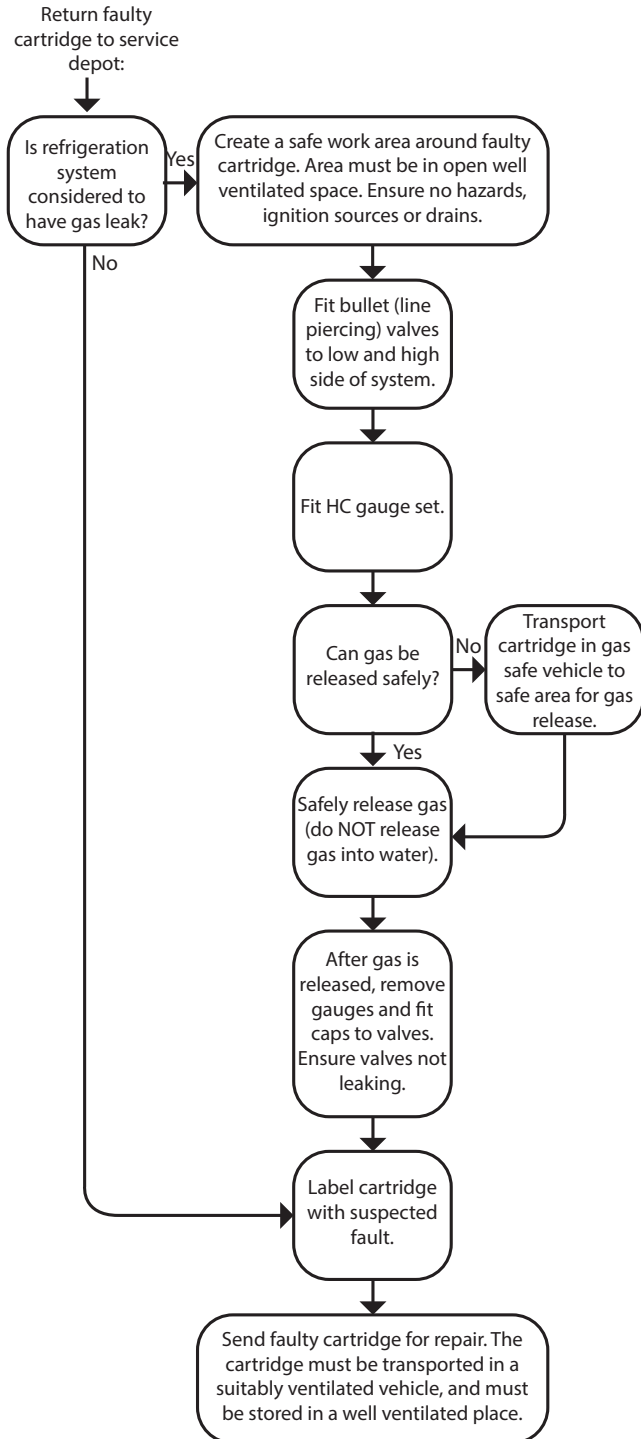 Return faulty
cartridge to service
depot:
Is refrigeration
system
considered to
have gas leak?
Yes
Create a safe work area around faulty
cartridge. Area must be in open well
ventilated space. Ensure no hazards,
ignition sources or drains.
No
Fit bullet (line
piercing) valves
to low and high
side of system.
Fit HC gauge set.
Can gas be
released safely?
No
Transport
cartridge in gas
safe vehicle to
safe area for gas
release.
Yes
Safely release gas
(do NOT release
gas into water).
After gas is
released, remove
gauges and fit
caps to valves.
Ensure valves not
leaking.
Label cartridge
with suspected
fault.
Send faulty cartridge for repair. The
cartridge must be transported in a
suitably ventilated vehicle, and must
be stored in a well ventilated place.